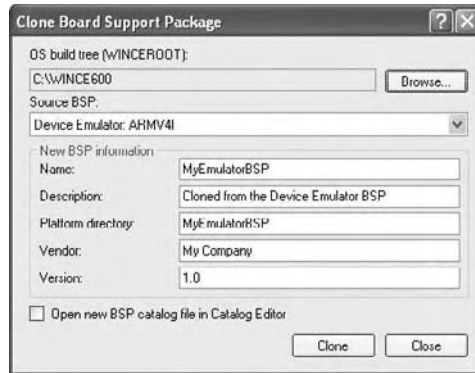 Clone Board Support Package
OS build tree (WINCEROOT):
C:\WINCE600
Browse...
Source BSP:
Device Emulator: ARMV4I
New BSP information
Name: MyEmulatorBSP
Description: Cloned from the Device Emulator BSP
Platform directory: MyEmulatorBSP
Vendor: My Company
Version: 1.0
Open new BSP catalog file in Catalog Editor
Clone Close